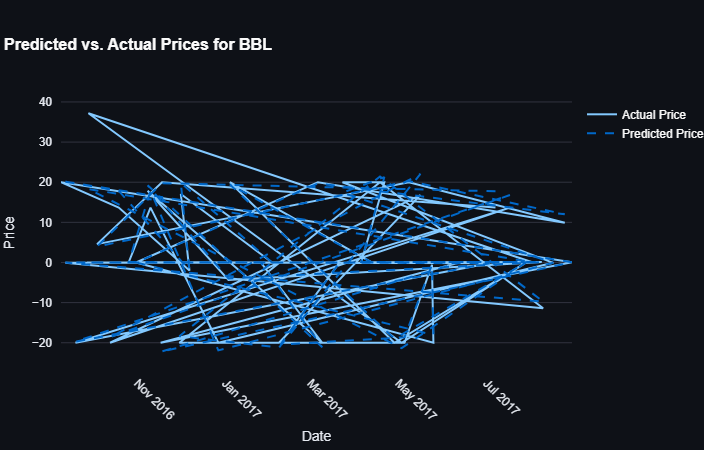 Predicted vs. Actual Prices for BBL
Actual Price
Predicted Price
Price
40
30
20
10
0
−10
−20
Nov 2016
Jan 2017
Mar 2017
May 2017
Jul 2017
Date